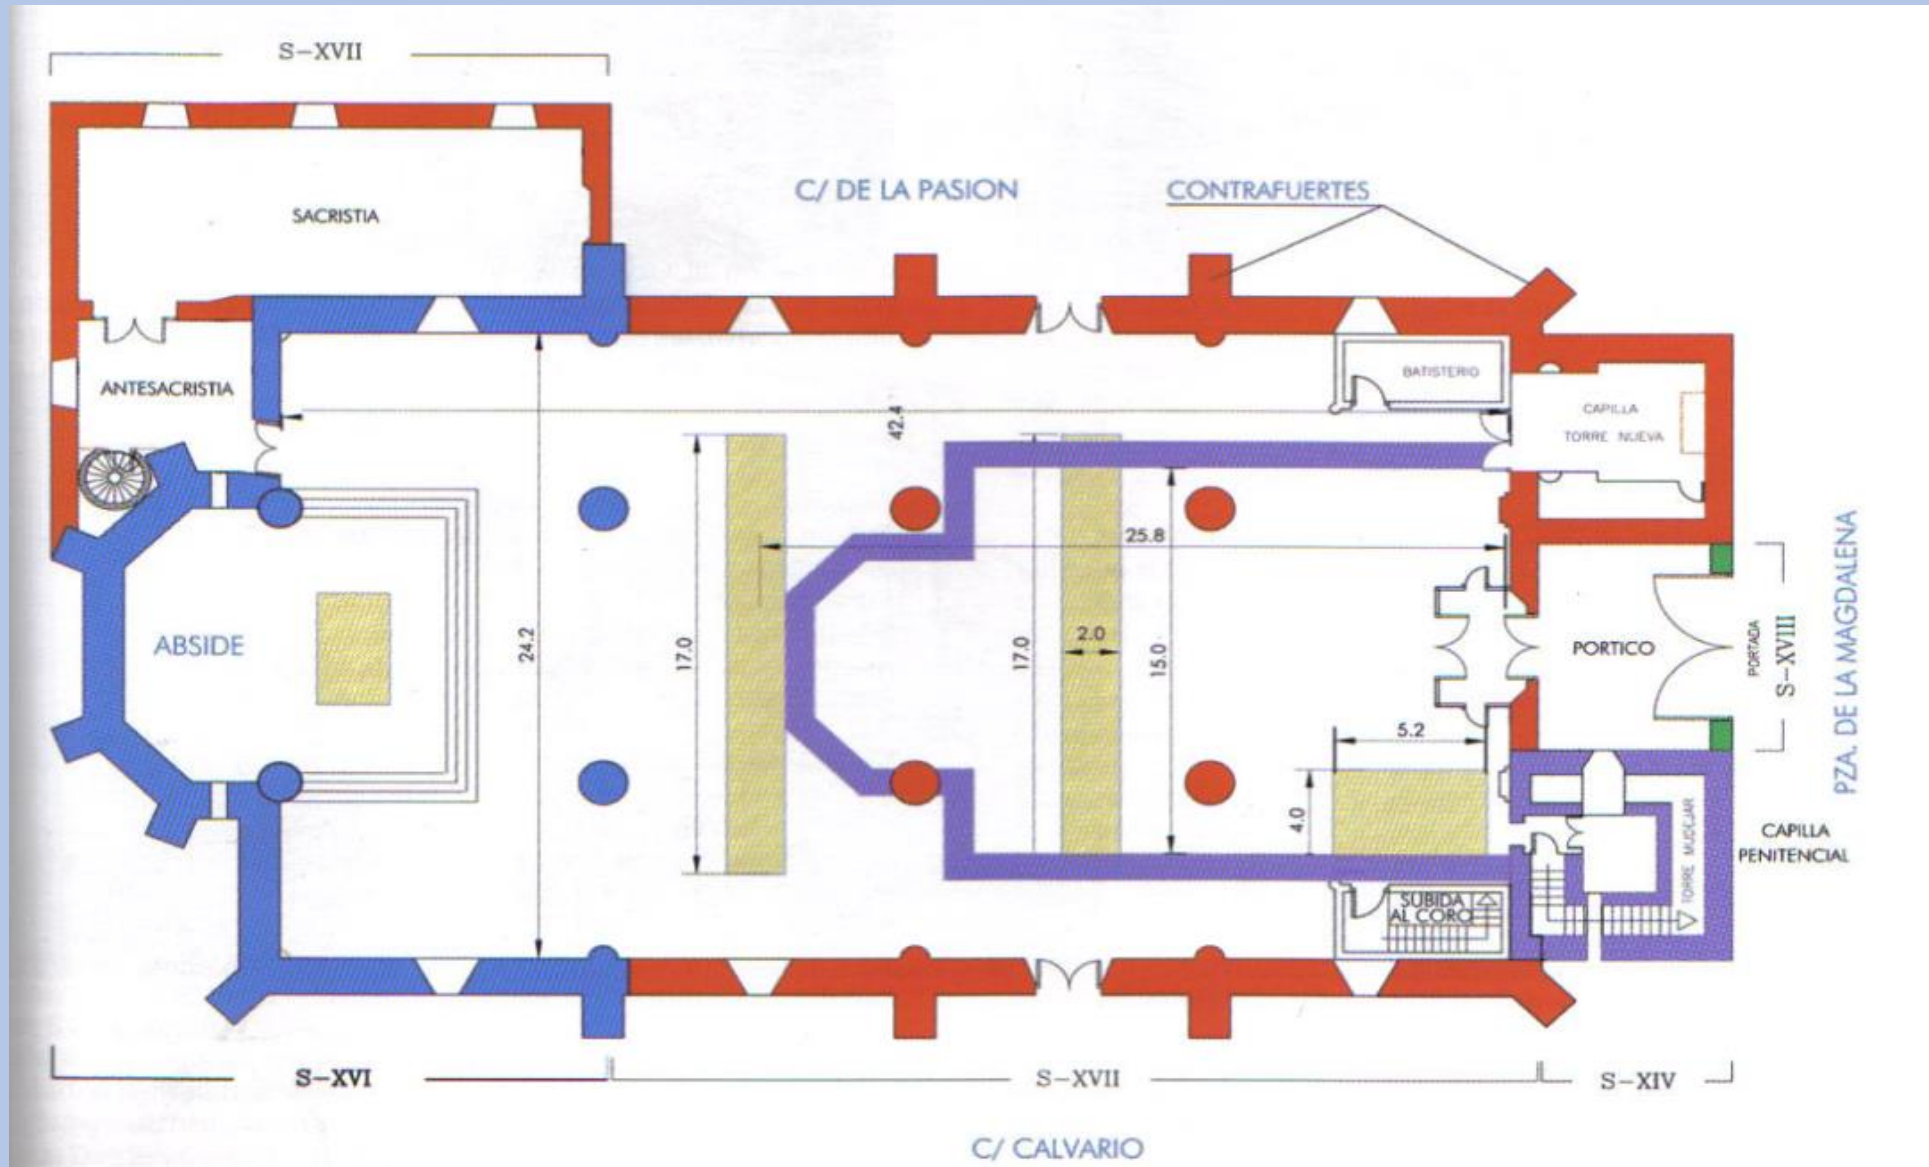 S-XVII
C/ DE LA PASION
CONTRAFUERTES
SACRISTIA
ANTESACRISTIA
BATISTERIO
42.4
CAPILLA
TORRE NUEVA
25.8
ABSIDE
24.2
17.0
17.0
2.0
15.0
PORTICO
PORTADA
S-XVIII
PZA. DE LA MAGDALENA
5.2
4.0
TORRE MUDEJAR
CAPILLA
PENITENCIAL
SUBIDA
AL CORO
S-XVI
S-XVII
S-XIV
C/ CALVARIO